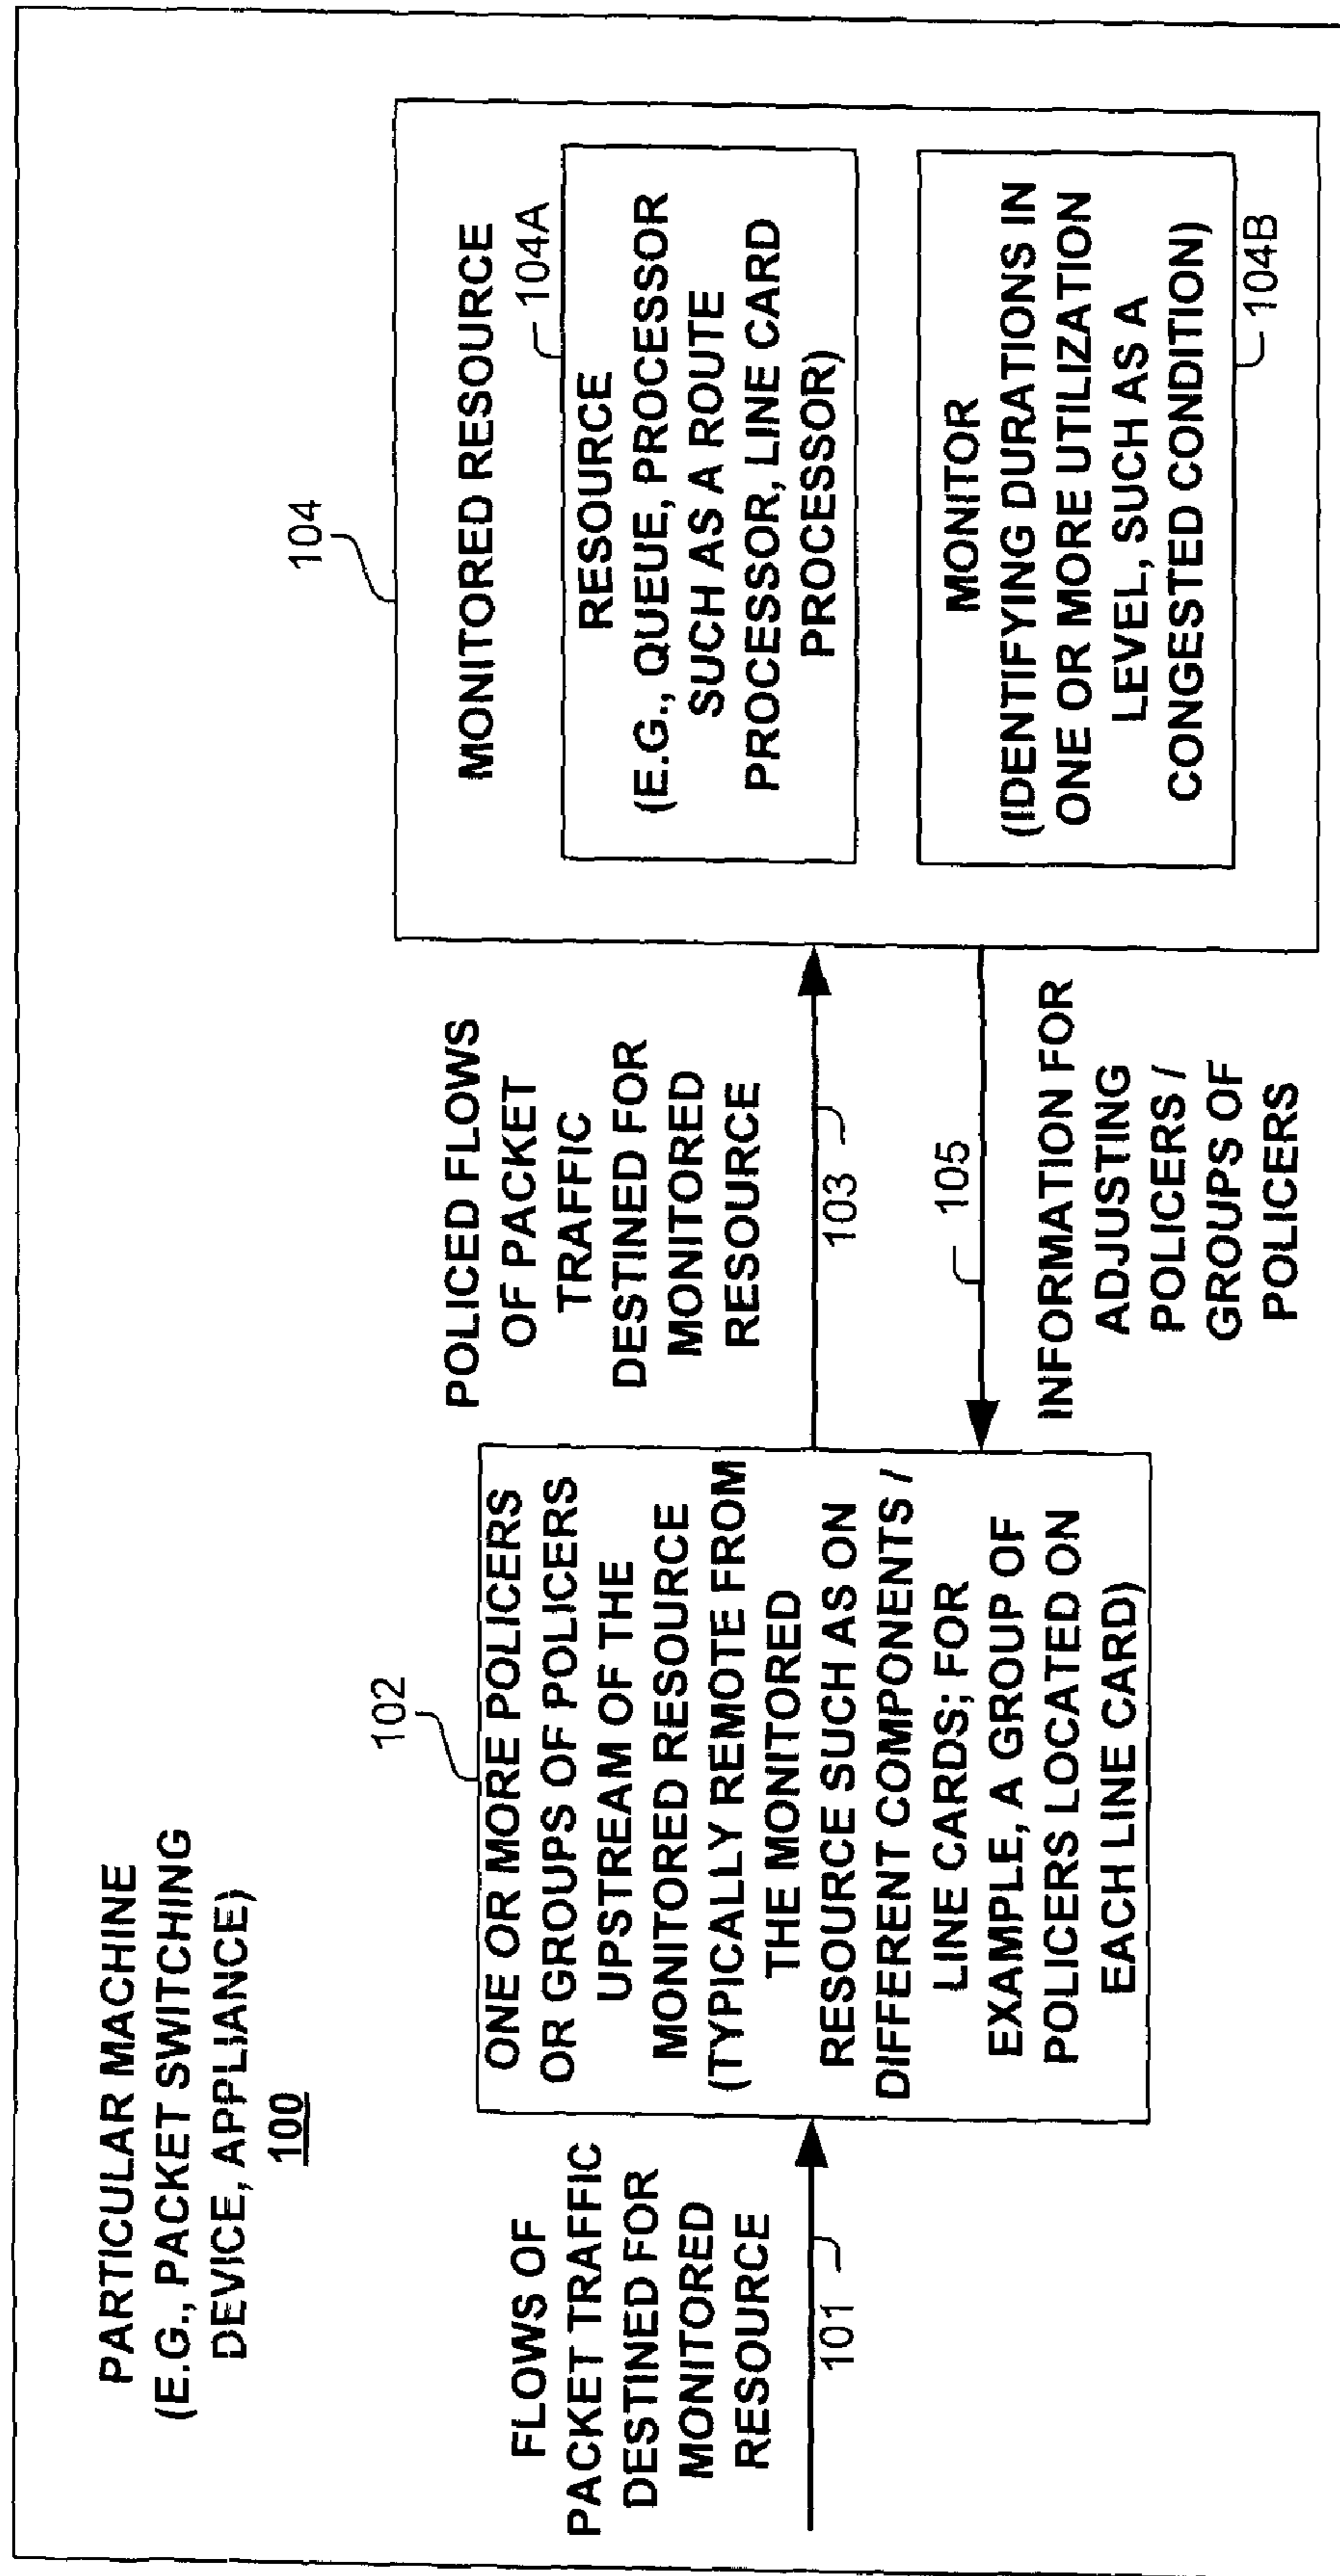 PARTICULAR MACHINE
(E.G., PACKET SWITCHING
DEVICE, APPLIANCE)
100
FLOWS OF
PACKET TRAFFIC
DESTINED FOR
MONITORED
RESOURCE
101
102
ONE OR MORE POLICERS
OR GROUPS OF POLICERS
UPSTREAM OF THE
MONITORED RESOURCE
(TYPICALLY REMOTE FROM
THE MONITORED
RESOURCE SUCH AS ON
DIFFERENT COMPONENTS /
LINE CARDS; FOR
EXAMPLE, A GROUP OF
POLICERS LOCATED ON
EACH LINE CARD)
POLICED FLOWS
OF PACKET
TRAFFIC
DESTINED FOR
MONITORED
RESOURCE
103
105
INFORMATION FOR
ADJUSTING
POLICERS /
GROUPS OF
POLICERS
104
MONITORED RESOURCE
104A
RESOURCE
(E.G., QUEUE, PROCESSOR
SUCH AS A ROUTE
PROCESSOR, LINE CARD
PROCESSOR)
MONITOR
(IDENTIFYING DURATIONS IN
ONE OR MORE UTILIZATION
LEVEL, SUCH AS A
CONGESTED CONDITION)
104B